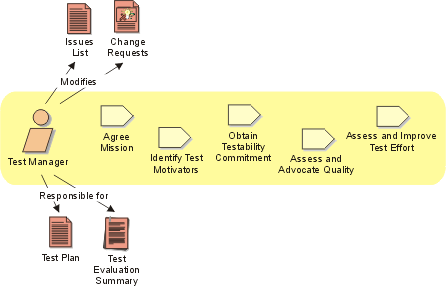 Issues
List
Change
Requests
Modifies
Test Manager
Agree
Mission
Identify Test
Motivators
Obtain
Testability
Commitment
Assess and
Advocate Quality
Assess and Improve
Test Effort
Responsible for
Test Plan
Test
Evaluation
Summary